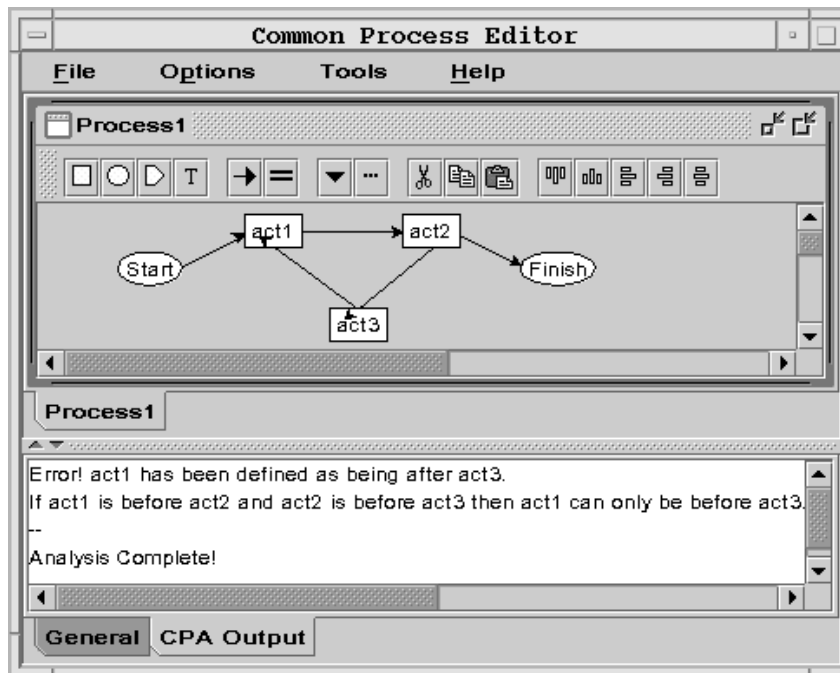 Common Process Editor
File Options Tools Help
Process1
T
act1 act2
Start Finish
act3
Process1
Error! act1 has been defined as being after act3.
If act1 is before act2 and act2 is before act3 then act1 can only be before act3.
--
Analysis Complete!
General CPA Output